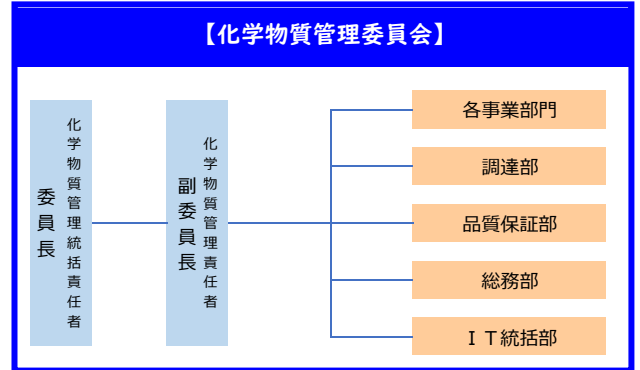 【化学物質管理委員会】
化学物質管理統括責任者
委員長
化学物質管理責任者
副委員長
各事業部門
調達部
品質保証部
総務部
ＩＴ統括部